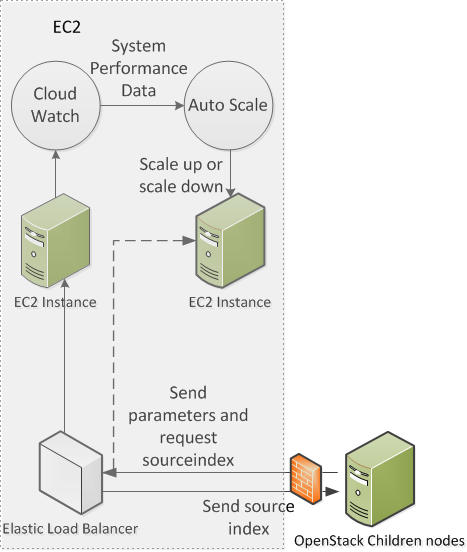 EC2
System
Performance
Data
Cloud
Watch
Auto Scale
Scale up or
scale down
EC2 Instance
EC2 Instance
Send
parameters and
request
sourceindex
Send source
index
Elastic Load Balancer
OpenStack Children nodes